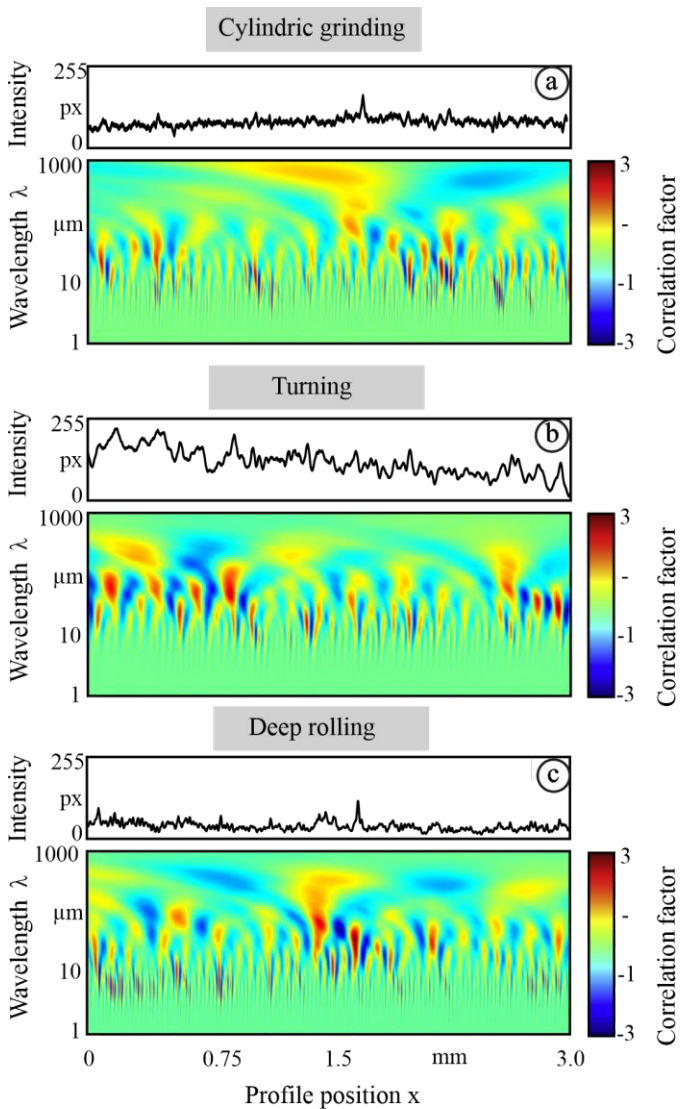 Cylindric grinding
Intensity
255
px
0
a
Wavelength λ
1000
μm
10
1
3
-
-1
-3
Correlation factor
Turning
Intensity
255
px
0
b
Wavelength λ
1000
μm
10
1
3
-
-1
-3
Correlation factor
Deep rolling
Intensity
255
px
0
c
Wavelength λ
1000
μm
10
1
3
-
-1
-3
Correlation factor
0 0.75 1.5 mm 3.0
Profile position x